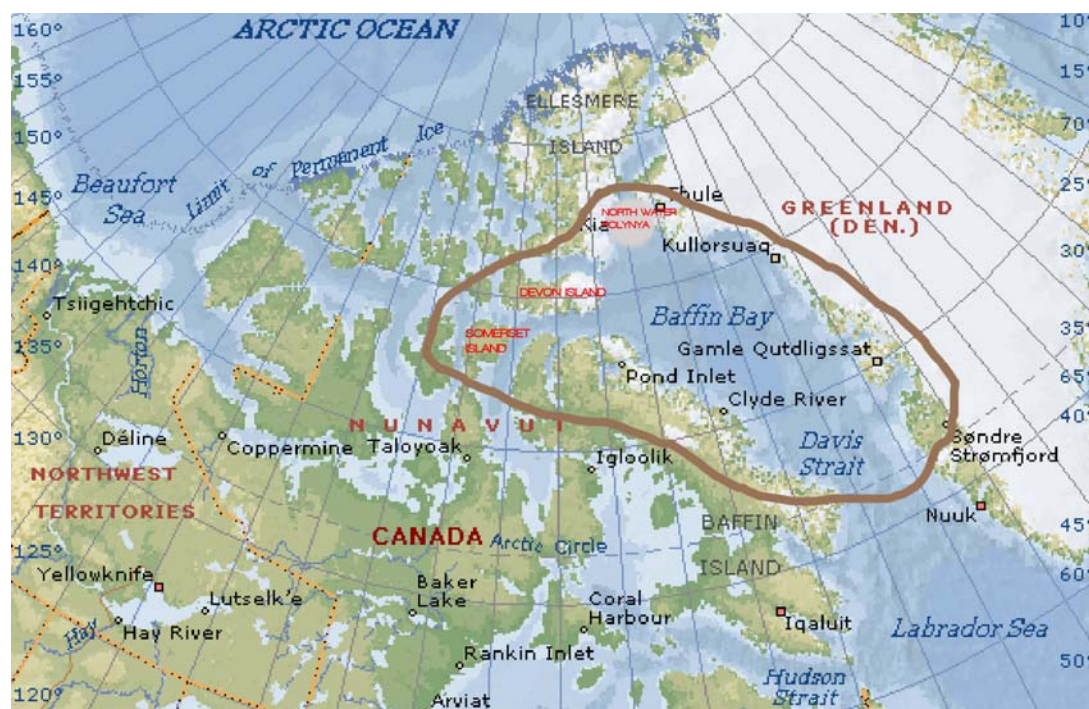 160°
ARCTIC OCEAN
10°
155°
15°
ELLESMERE
70°
150°
Limit of Permanent Ice
ISLAND
20°
Beaufort
Sea
Thule
25°
145°
NORTH WATER
POLYNYA
GREENLAND
(DEN.)
Kullorsuaq
30°
140°
DEVON ISLAND
Tsiigehtchic
Baffin Bay
35°
SOMERSET
ISLAND
135°
Horton
Gamle Qutdligssat
65°
Pond Inlet
40°
Clyde River
NUNAVUT
130°
Déline
Coppermine
Taloyoak
Igloolik
Davis
Strait
Søndre
Strømfjord
NORTHWEST
TERRITORIES
BAFFIN
Nuuk
45°
CANADA
Arctic Circle
125°
ISLAND
60°
Yellowknife
Lutselk'e
Baker
Lake
Coral
Harbour
Hay
Hay River
Iqaluit
Labrador Sea
Rankin Inlet
50°
Hudson
Strait
120°
Arviat